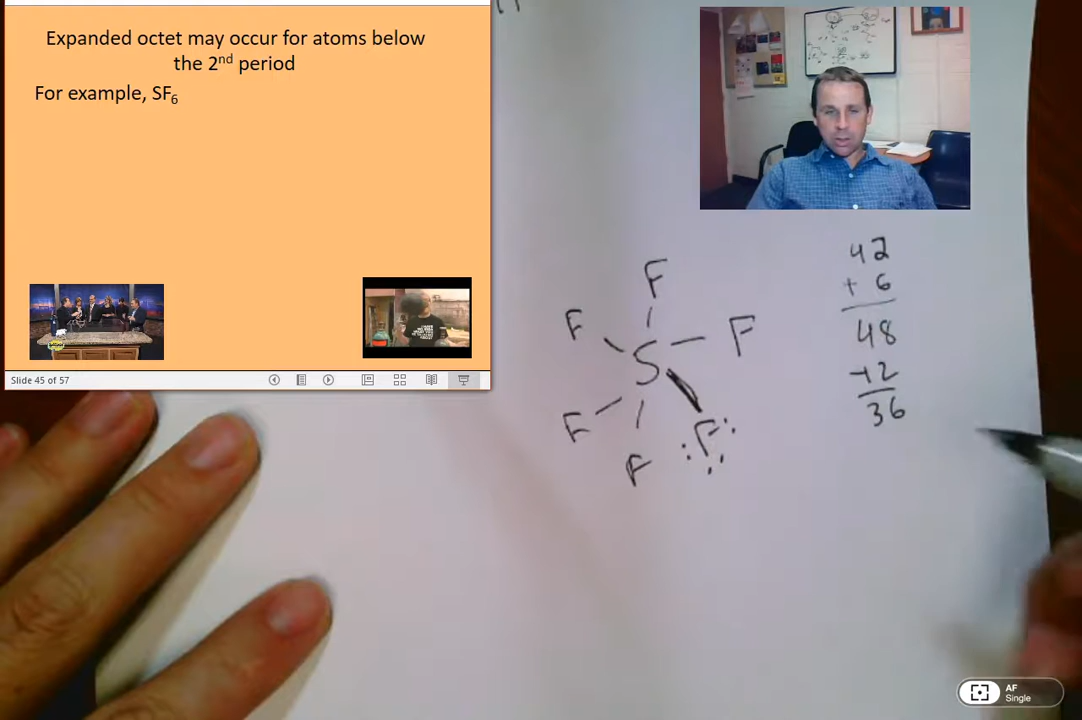 Expanded octet may occur for atoms below
the 2nd period
For example, SF6
Slide 45 of 57
F
F
F
S
F
F
:F:
42
+ 6
48
-12
36
AF
Single